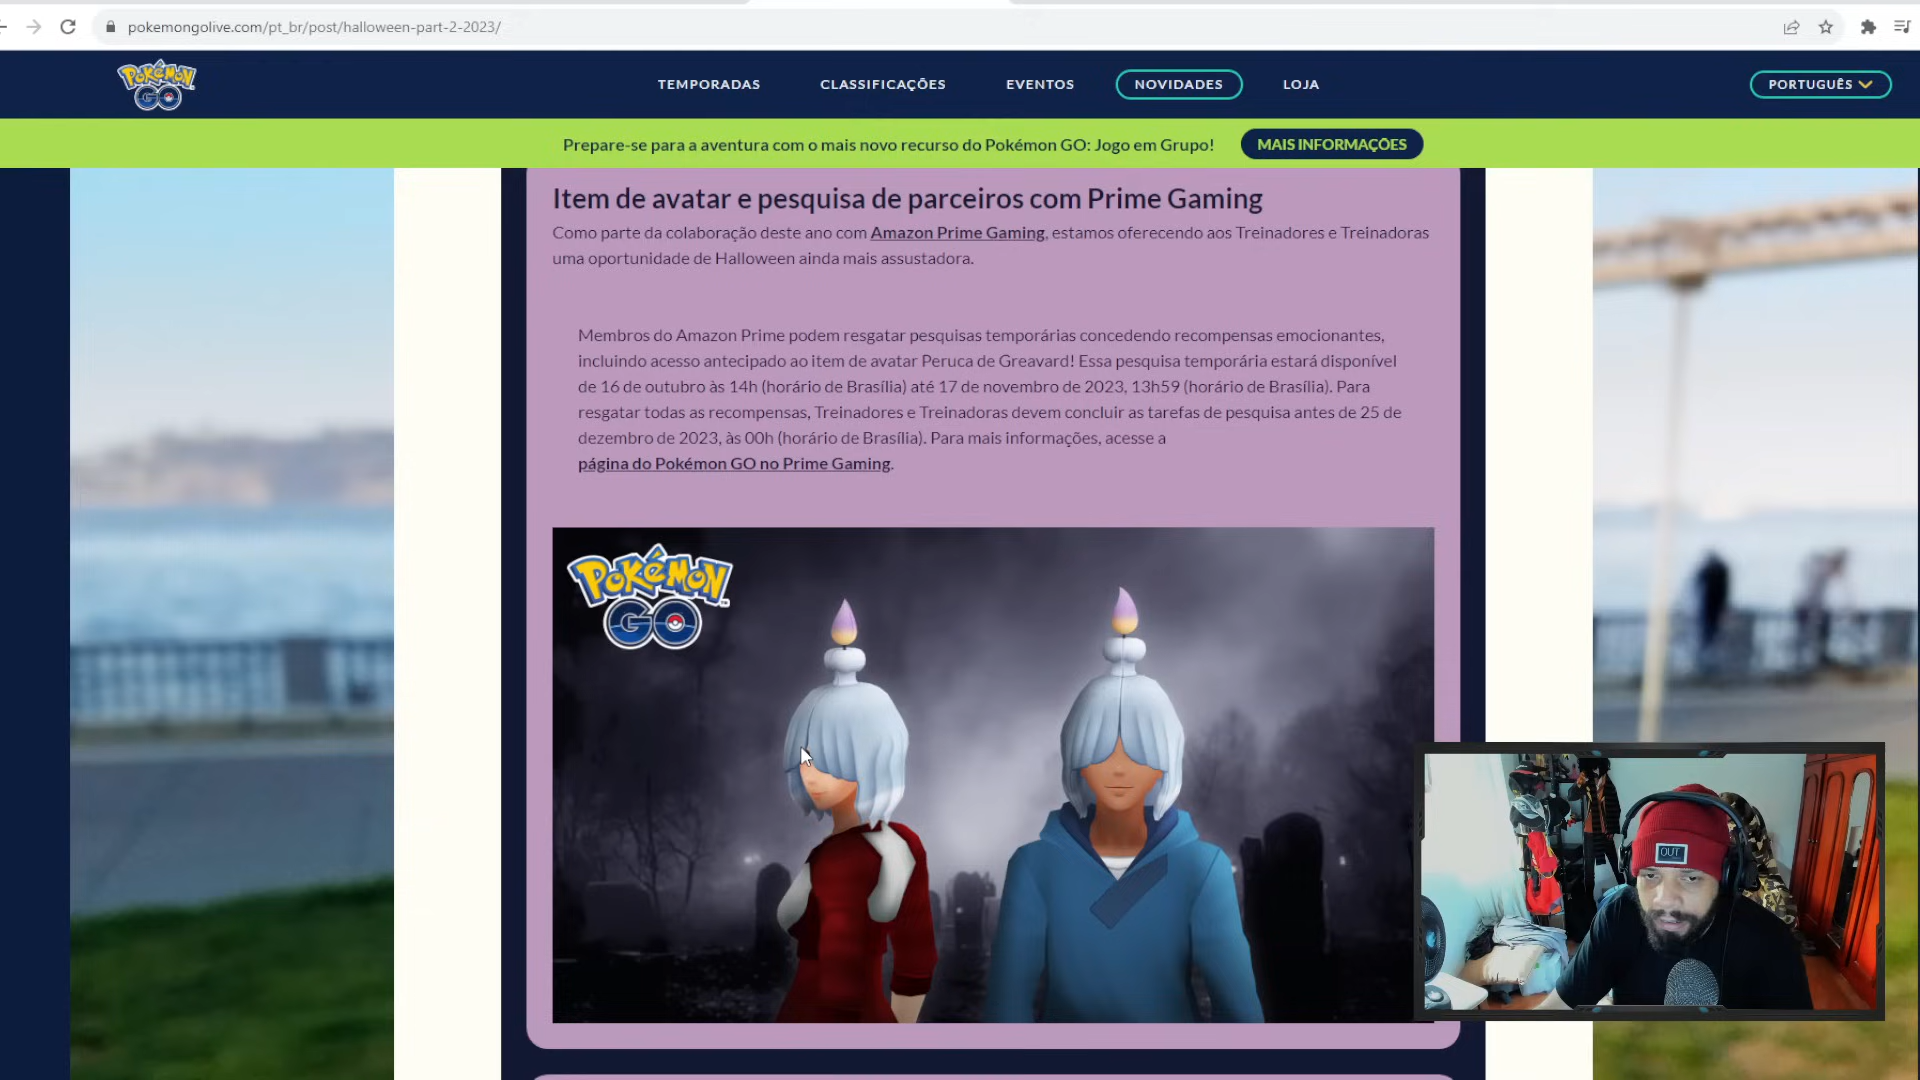 pokemongolive.com/pt_br/post/halloween-part-2-2023/
POKÉMON GO
TEMPORADAS
CLASSIFICAÇÕES
EVENTOS
NOVIDADES
LOJA
PORTUGUÊS
Prepare-se para a aventura com o mais novo recurso do Pokémon GO: Jogo em Grupo!
MAIS INFORMAÇÕES
Item de avatar e pesquisa de parceiros com Prime Gaming
Como parte da colaboração deste ano com Amazon Prime Gaming, estamos oferecendo aos Treinadores e Treinadoras
uma oportunidade de Halloween ainda mais assustadora.
Membros do Amazon Prime podem resgatar pesquisas temporárias concedendo recompensas emocionantes,
incluindo acesso antecipado ao item de avatar Peruca de Greavard! Essa pesquisa temporária estará disponível
de 16 de outubro às 14h (horário de Brasília) até 17 de novembro de 2023, 13h59 (horário de Brasília). Para
resgatar todas as recompensas, Treinadores e Treinadoras devem concluir as tarefas de pesquisa antes de 25 de
dezembro de 2023, às 00h (horário de Brasília). Para mais informações, acesse a
página do Pokémon GO no Prime Gaming.
POKÉMON
GO
OUT